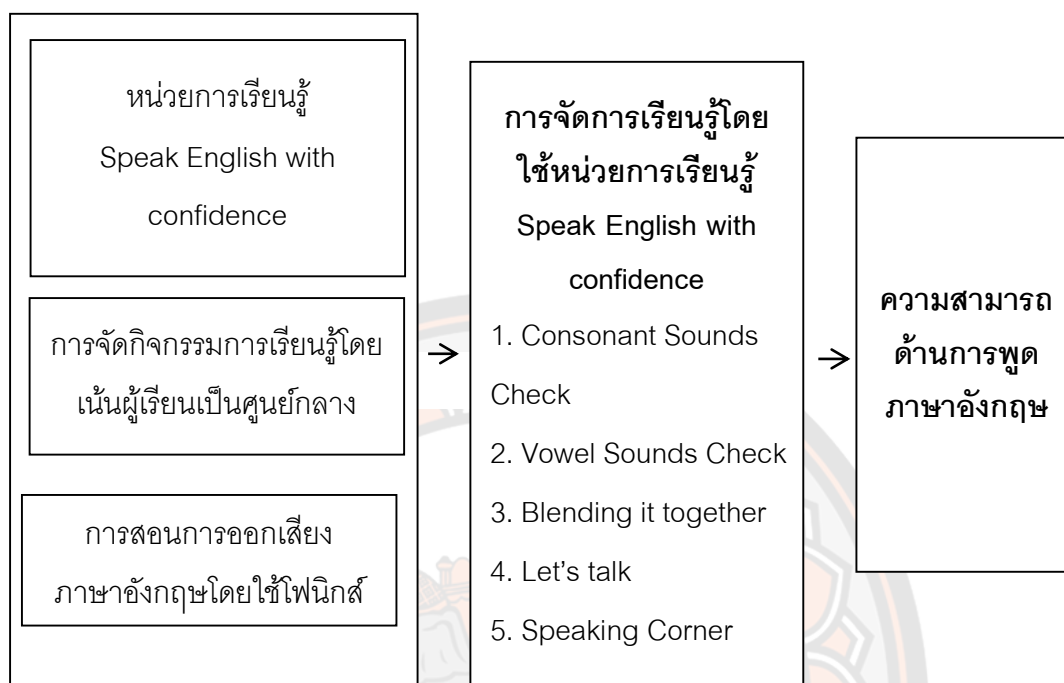 หน่วยการเรียนรู้
Speak English with
confidence
การจัดกิจกรรมการเรียนรู้โดย
เน้นผู้เรียนเป็นศูนย์กลาง
การสอนการออกเสียง
ภาษาอังกฤษโดยใช้โฟนิกส์
การจัดการเรียนรู้โดย
ใช้หน่วยการเรียนรู้
Speak English with
confidence
1. Consonant Sounds
Check
2. Vowel Sounds Check
3. Blending it together
4. Let's talk
5. Speaking Corner
ความสามารถ
ด้านการพูด
ภาษาอังกฤษ